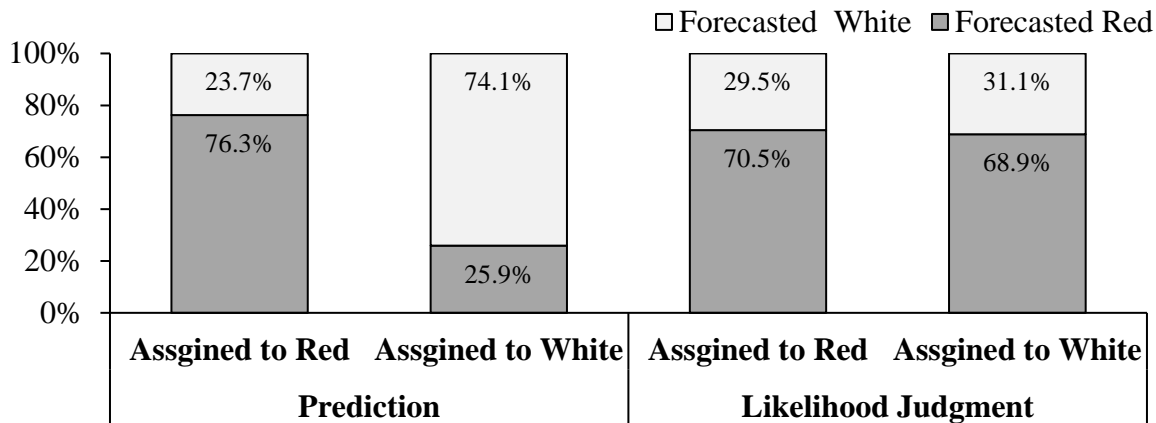 Forecasted White Forecasted Red
100%
80%
60%
40%
20%
0%
23.7% 74.1% 29.5% 31.1%
76.3% 70.5% 68.9%
25.9%
Assgined to Red Assgined to White Assgined to Red Assgined to White
Prediction Likelihood Judgment